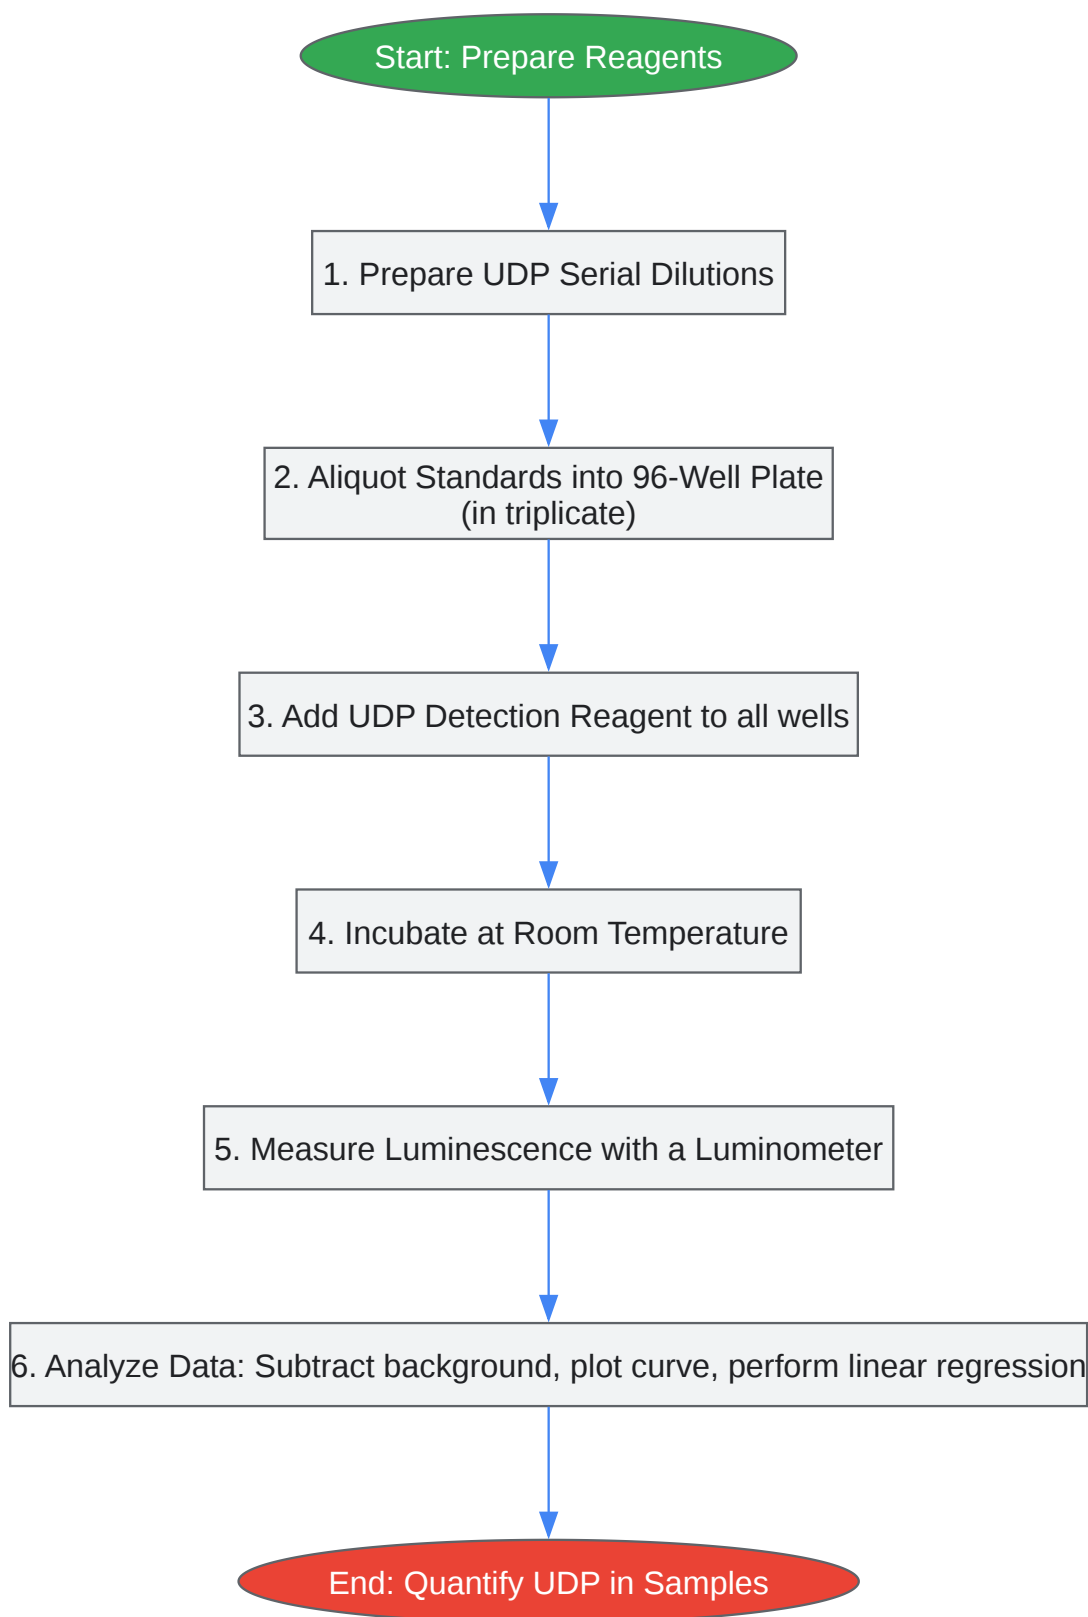 Start: Prepare Reagents
1. Prepare UDP Serial Dilutions
2. Aliquot Standards into 96-Well Plate
(in triplicate)
3. Add UDP Detection Reagent to all wells
4. Incubate at Room Temperature
5. Measure Luminescence with a Luminometer
6. Analyze Data: Subtract background, plot curve, perform linear regression
End: Quantify UDP in Samples